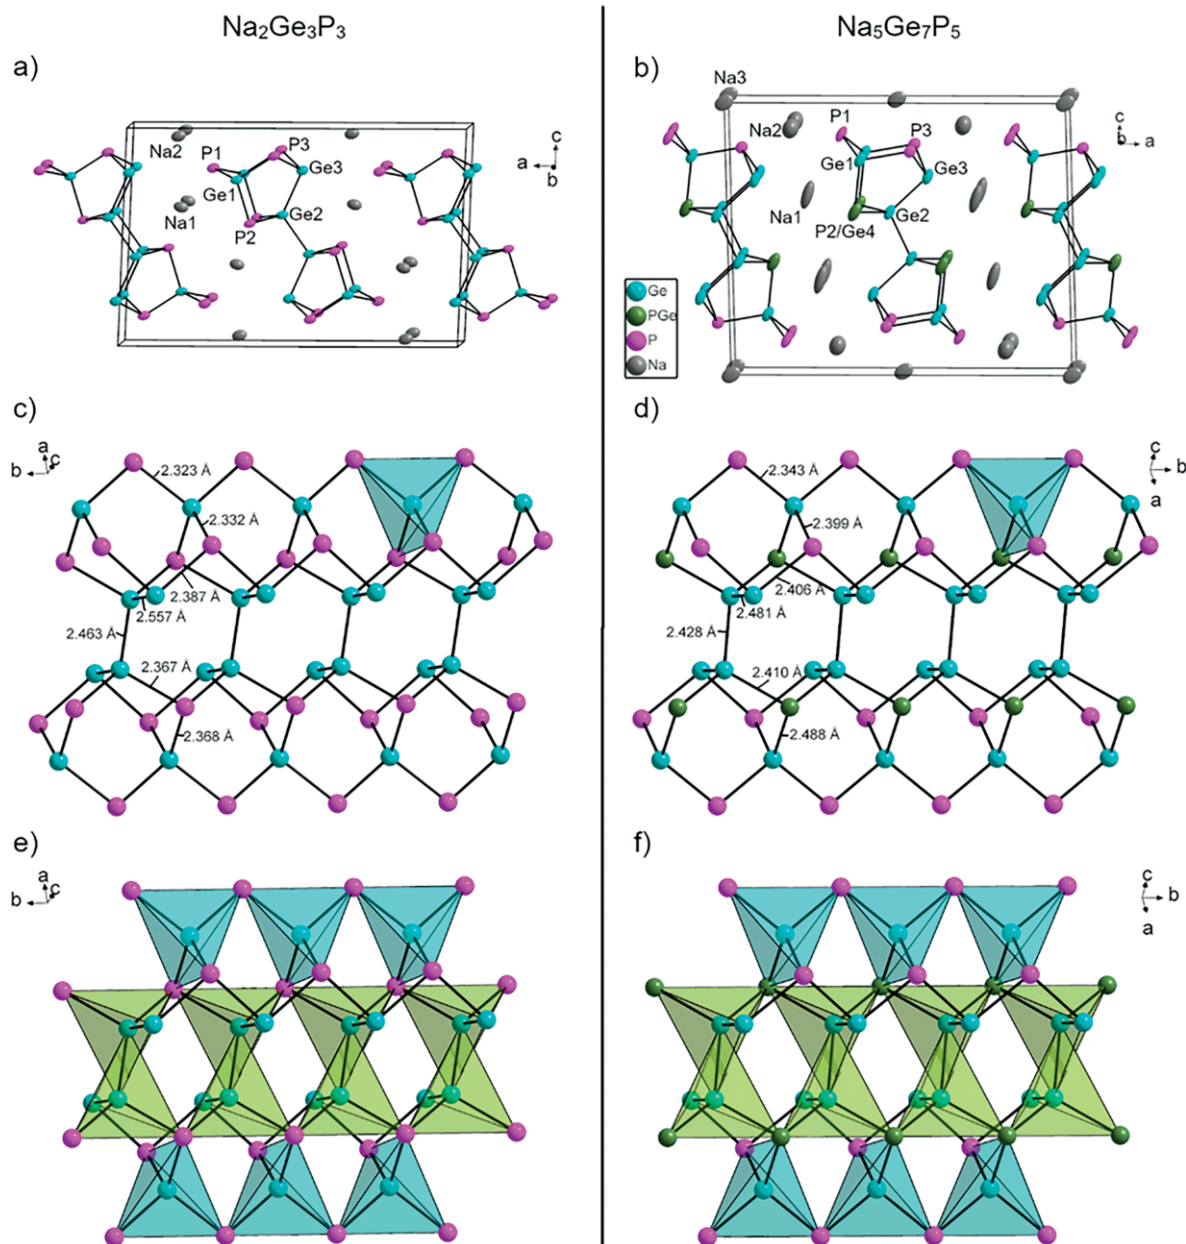 Na₂Ge₃P₃
Na₅Ge₇P₅
a)
Na2
P1
P3
Ge3
Ge1
Na1
P2
Ge2
c
a
b
b)
Na3
P1
Na2
P3
Ge1
Ge3
Na1
Ge2
P2/Ge4
c
b
a
Ge
PGe
P
Na
c)
a
c
b
2.323 Å
2.332 Å
2.387 Å
2.557 Å
2.463 Å
2.367 Å
2.368 Å
d)
c
b
a
2.343 Å
2.399 Å
2.406 Å
2.481 Å
2.428 Å
2.410 Å
2.488 Å
e)
a
c
b
f)
c
b
a